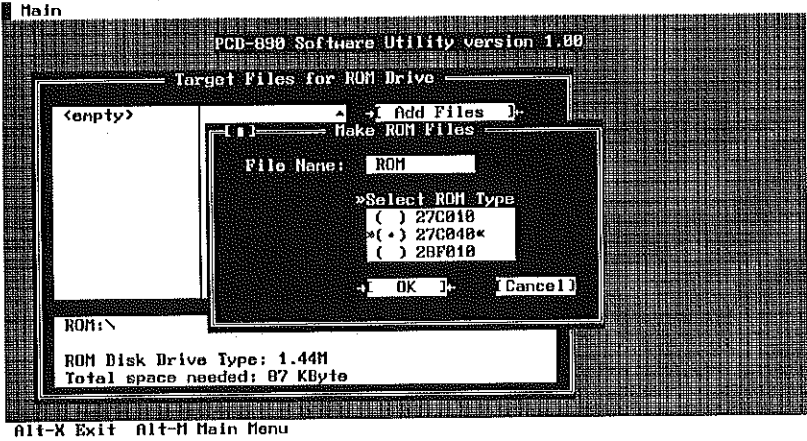 Main
PCD-890 Software Utility version 1.00
Target Files for ROM Drive
<empty>
[ Add Files ]
Make ROM Files
File Name: ROM
»Select ROM Type
( ) 27C010
»(•) 27C040«
( ) 28F010
[ OK ]
[Cancel]
ROM:\
ROM Disk Drive Type: 1.44M
Total space needed: 87 KByte
Alt-X Exit Alt-M Main Menu